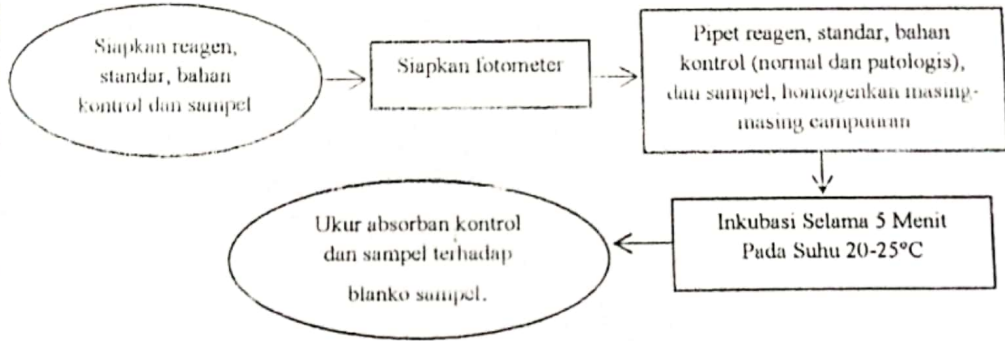 Siapkan reagen,
standar, bahan
kontrol dan sampel
Siapkan fotometer
Pipet reagen, standar, bahan
kontrol (normal dan patologis),
dan sampel, homogenkan masing-
masing campuran
Inkubasi Selama 5 Menit
Pada Suhu 20-25°C
Ukur absorban kontrol
dan sampel terhadap
blanko sampel.